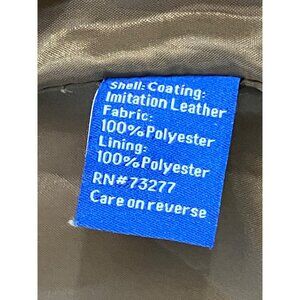 Shell: Coating:
Imitation Leather
Fabric:
100% Polyester
Lining:
100% Polyester
RN#73277
Care on reverse